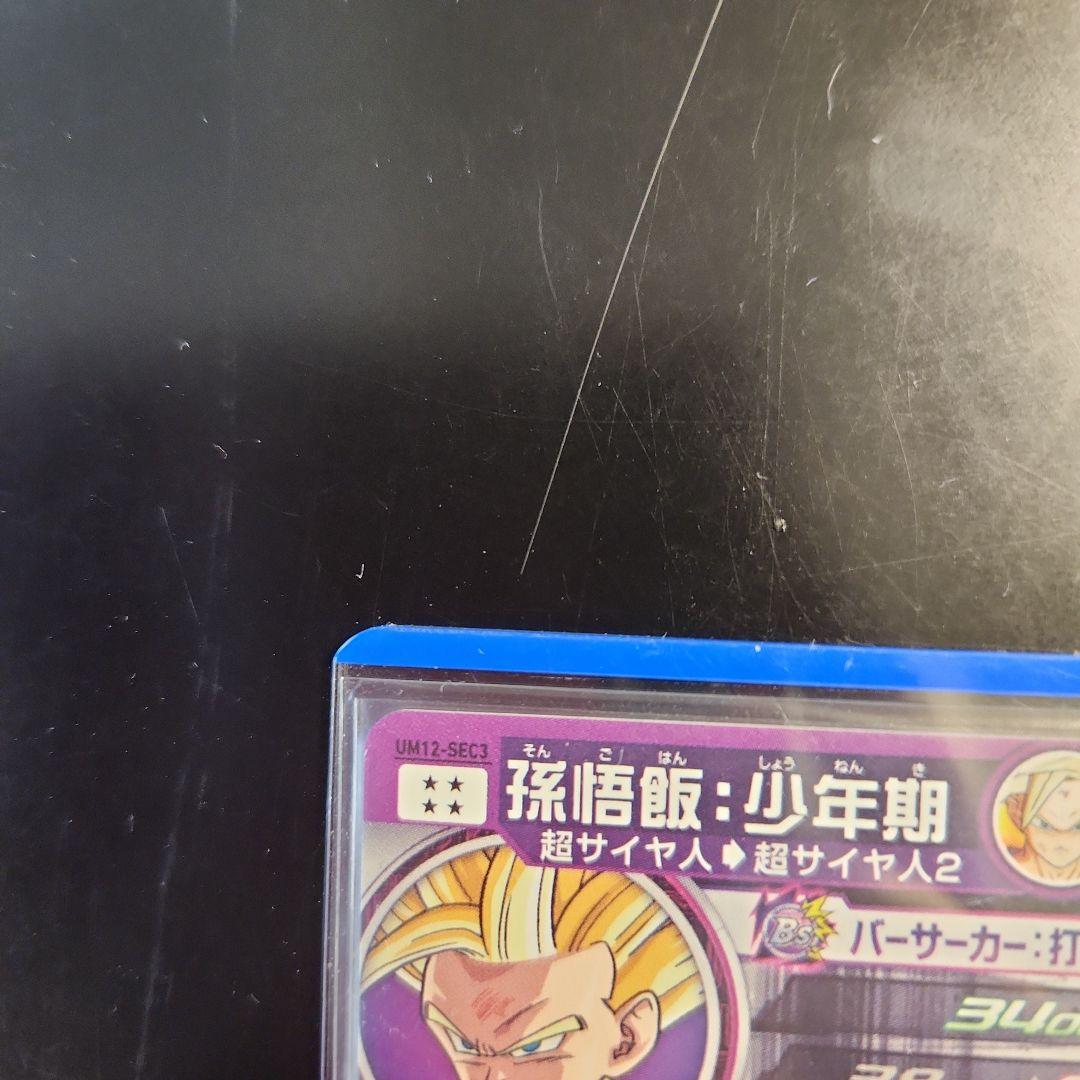 UM12-SEC3
そん ご はん しょう ねん き
孫悟飯:少年期
超サイヤ人➡超サイヤ人2
Bs
バーサーカー:打
340